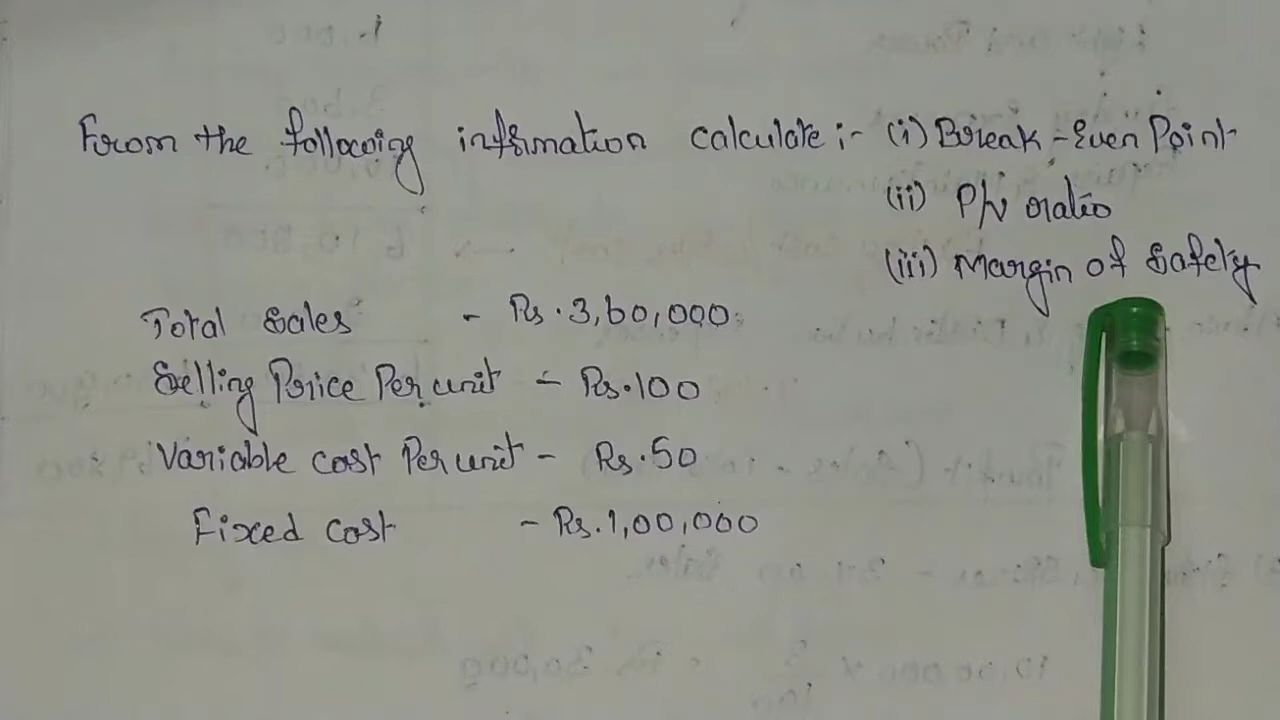 From the following information calculate :- (i) Break-Even Point
(ii) P/V ratio
(iii) Margin of Safety
Total Sales - Rs. 3,60,000
Selling Price Per unit - Rs. 100
Variable cost Per unit - Rs. 50
Fixed cost - Rs. 1,00,000